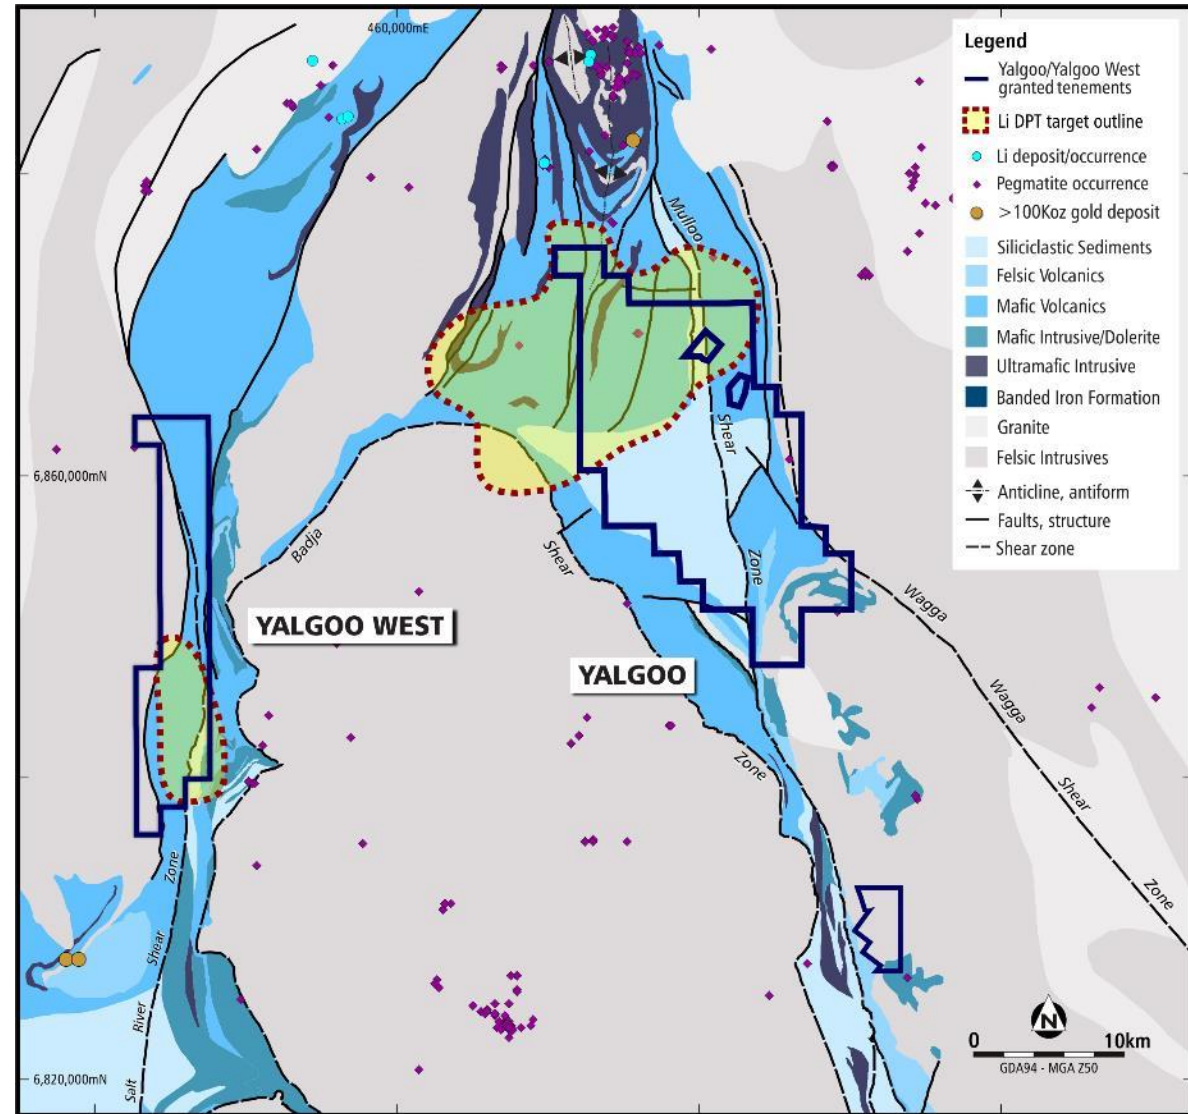 460,000mE
Mulloo
Shear
Zone
6,860,000mN
Badja
Shear
Zone
YALGOO WEST
YALGOO
Wagga
Wagga
Shear
Zone
Zone
Shear
River
Salt
6,820,000mN
Legend
Yalgoo/Yalgoo West
granted tenements
Li DPT target outline
Li deposit/occurrence
Pegmatite occurrence
>100Koz gold deposit
Siliciclastic Sediments
Felsic Volcanics
Mafic Volcanics
Mafic Intrusive/Dolerite
Ultramafic Intrusive
Banded Iron Formation
Granite
Felsic Intrusives
Anticline, antiform
Faults, structure
Shear zone
N
0 10km
GDA94 - MGA Z50